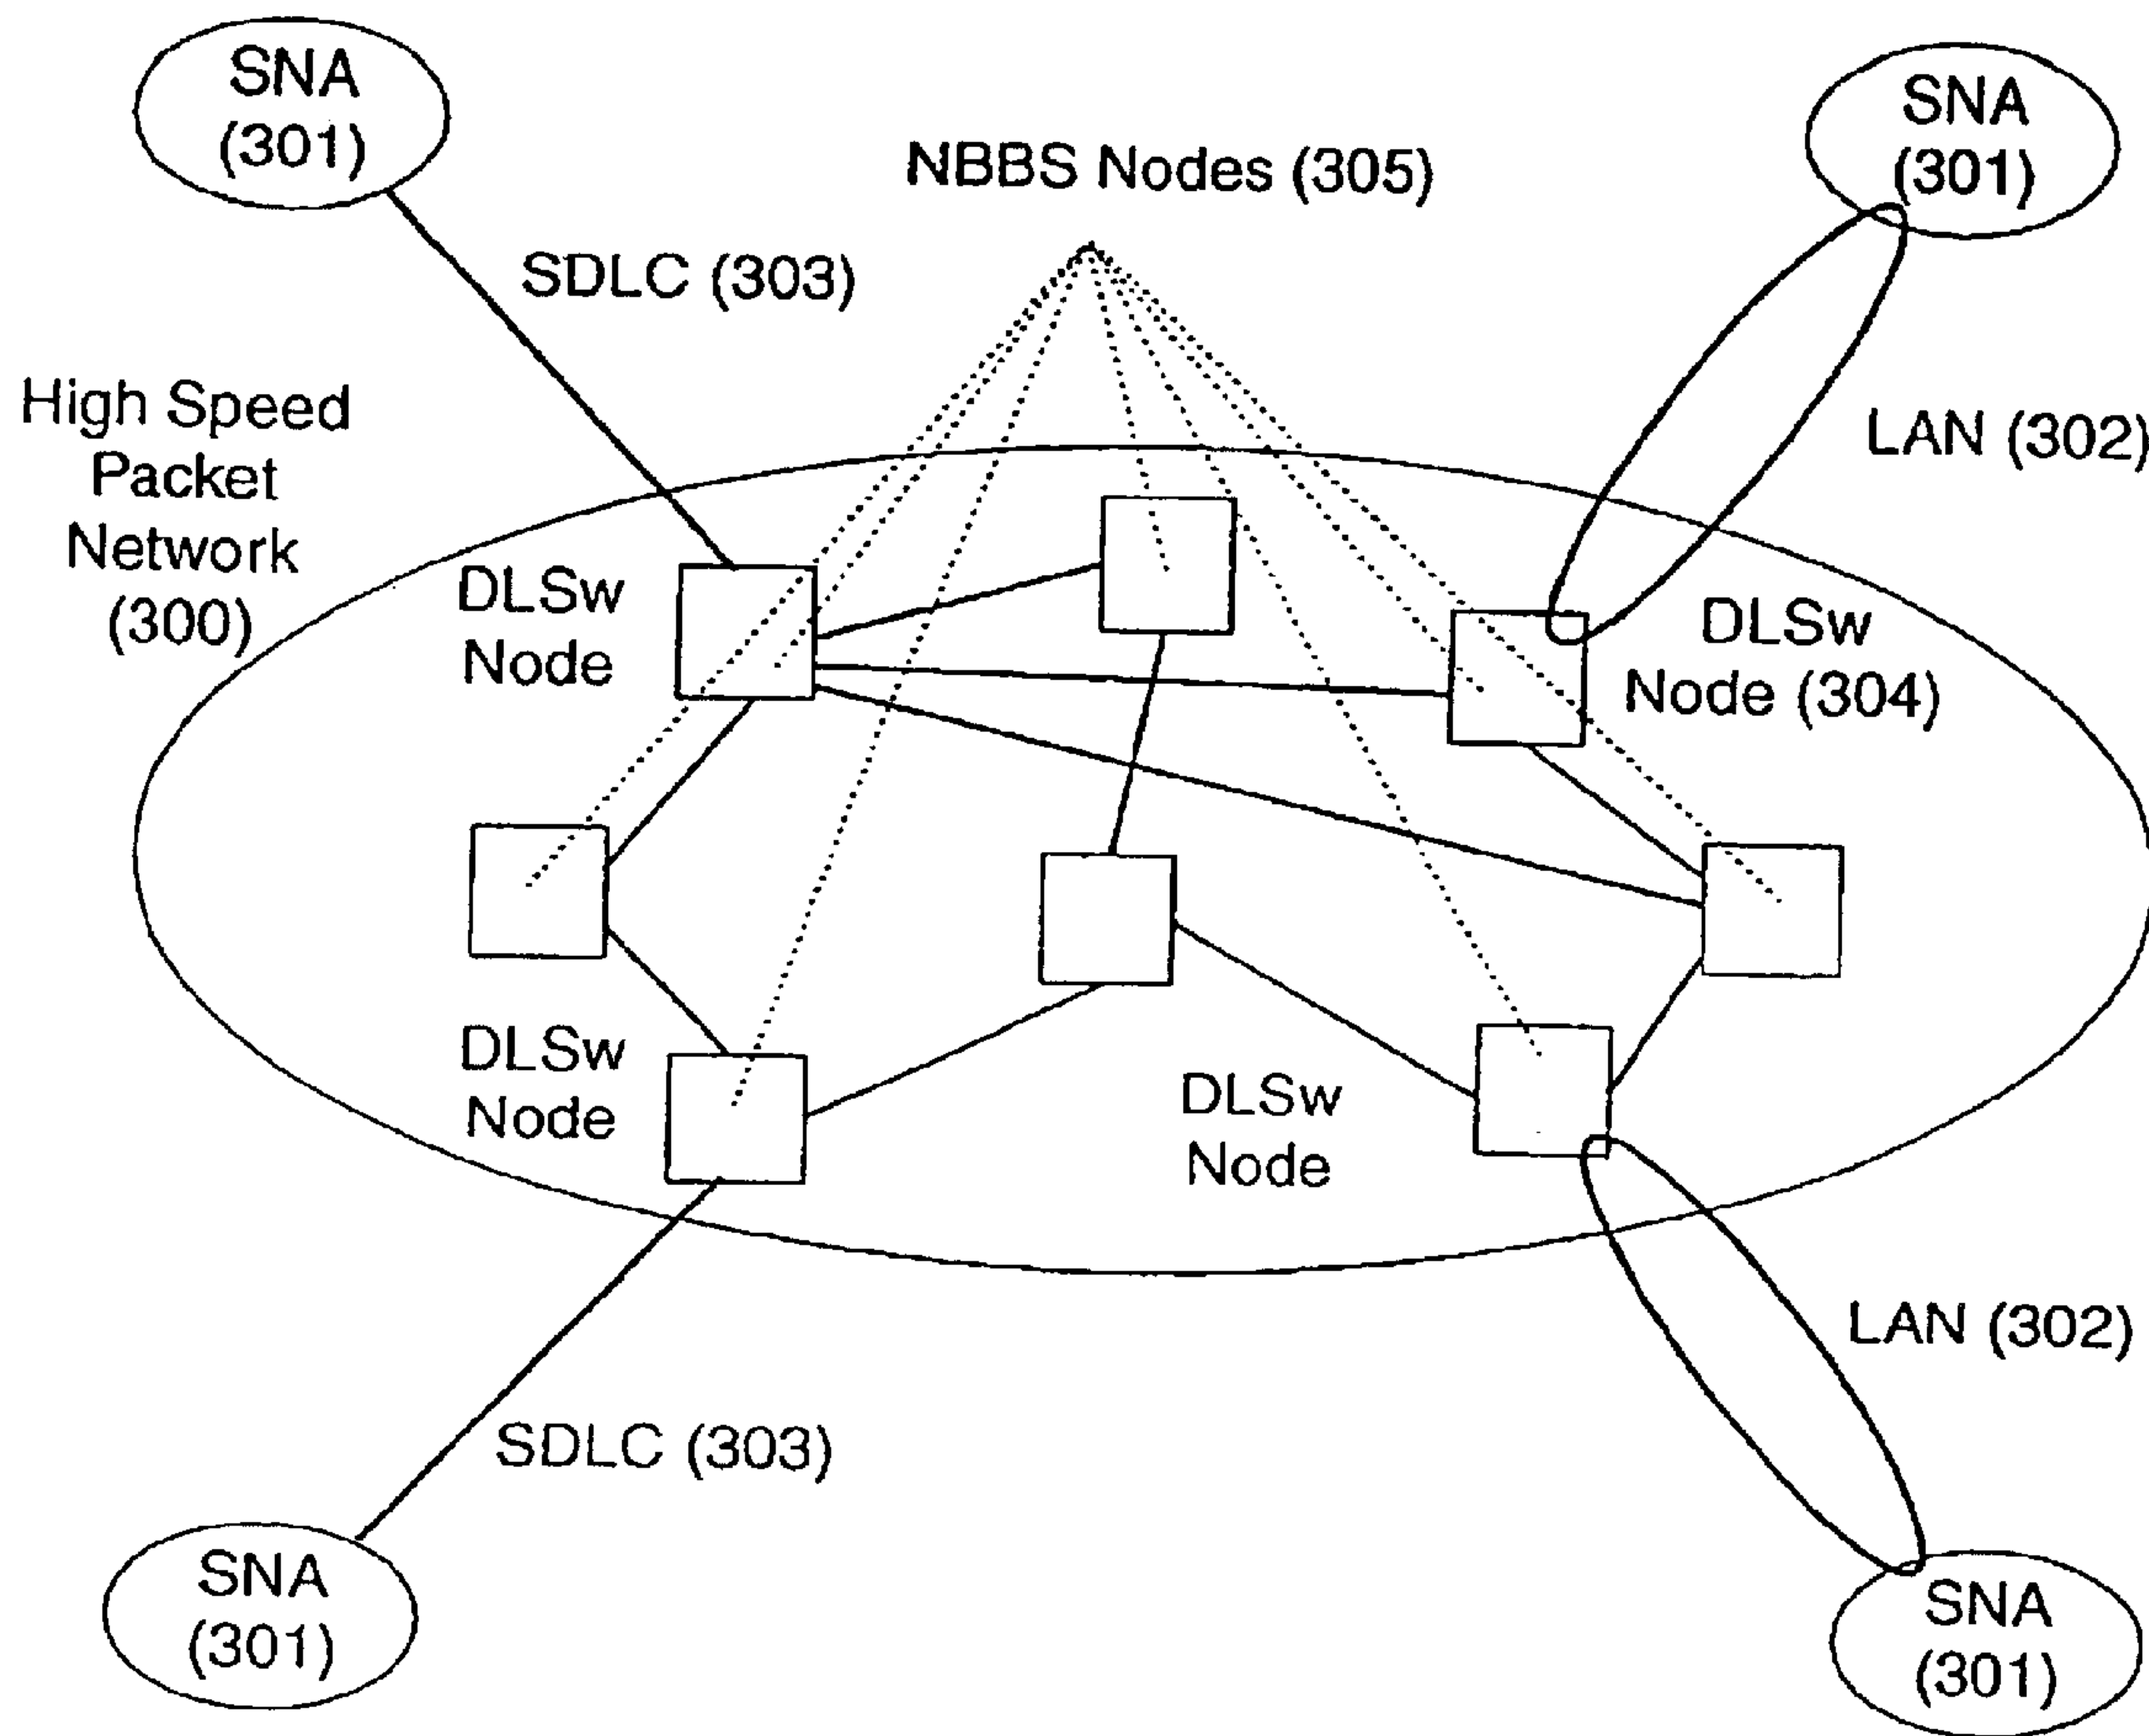 SNA
(301)
SNA
(301)
NBBS Nodes (305)
SDLC (303)
High Speed
Packet
Network
(300)
LAN (302)
DLSw
Node
DLSw
Node (304)
DLSw
Node
DLSw
Node
LAN (302)
SDLC (303)
SNA
(301)
SNA
(301)